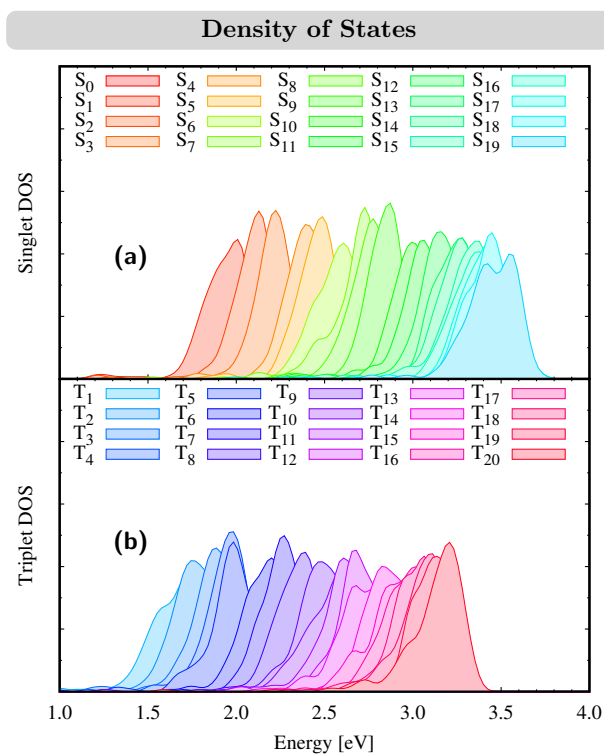 Density of States
S0 S4 S8 S12 S16
S1 S5 S9 S13 S17
S2 S6 S10 S14 S18
S3 S7 S11 S15 S19
Singlet DOS
(a)
T1 T5 T9 T13 T17
T2 T6 T10 T14 T18
T3 T7 T11 T15 T19
T4 T8 T12 T16 T20
Triplet DOS
(b)
1.0 1.5 2.0 2.5 3.0 3.5 4.0
Energy [eV]